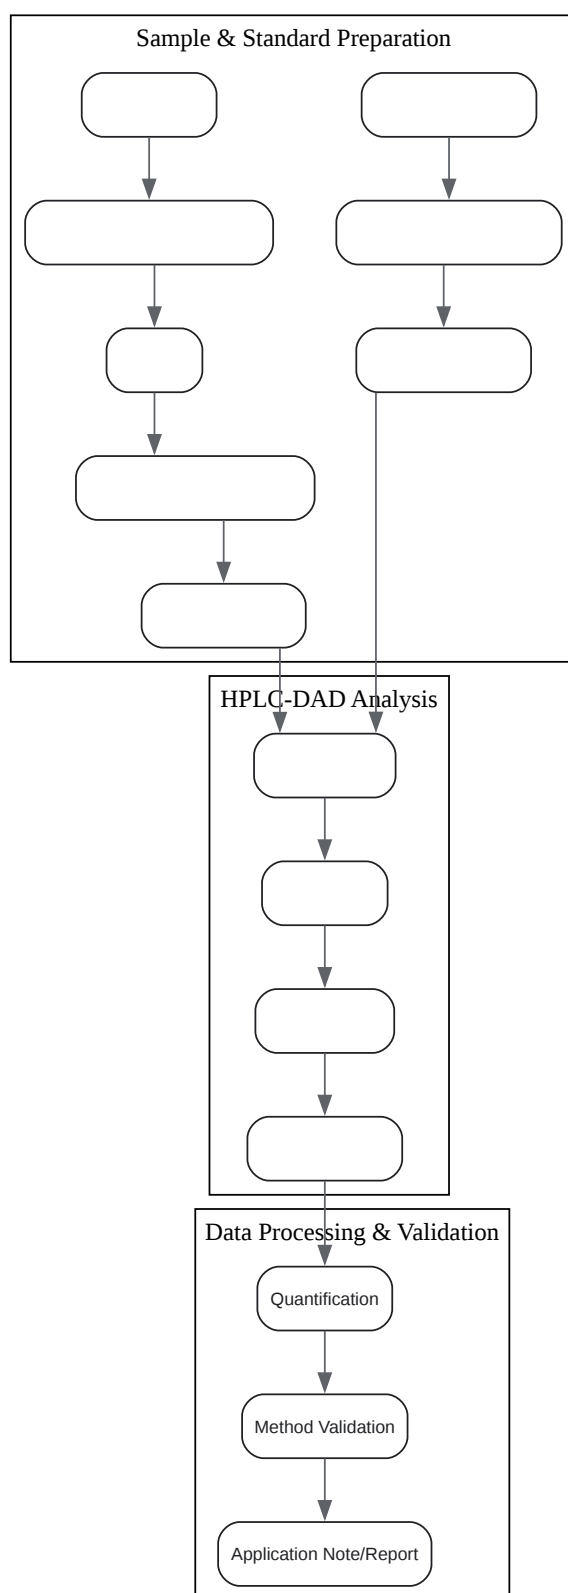 Sample & Standard Preparation
HPLC-DAD Analysis
Data Processing & Validation
Quantification
Method Validation
Application Note/Report